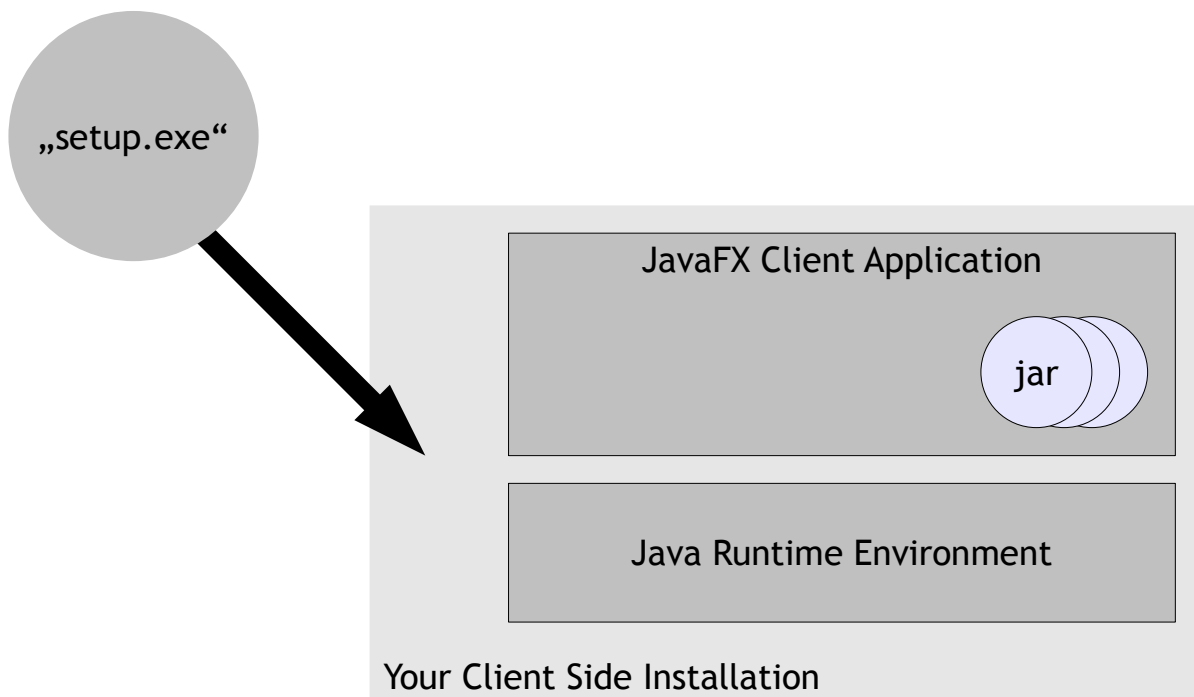 „setup.exe“
JavaFX Client Application
jar
Java Runtime Environment
Your Client Side Installation